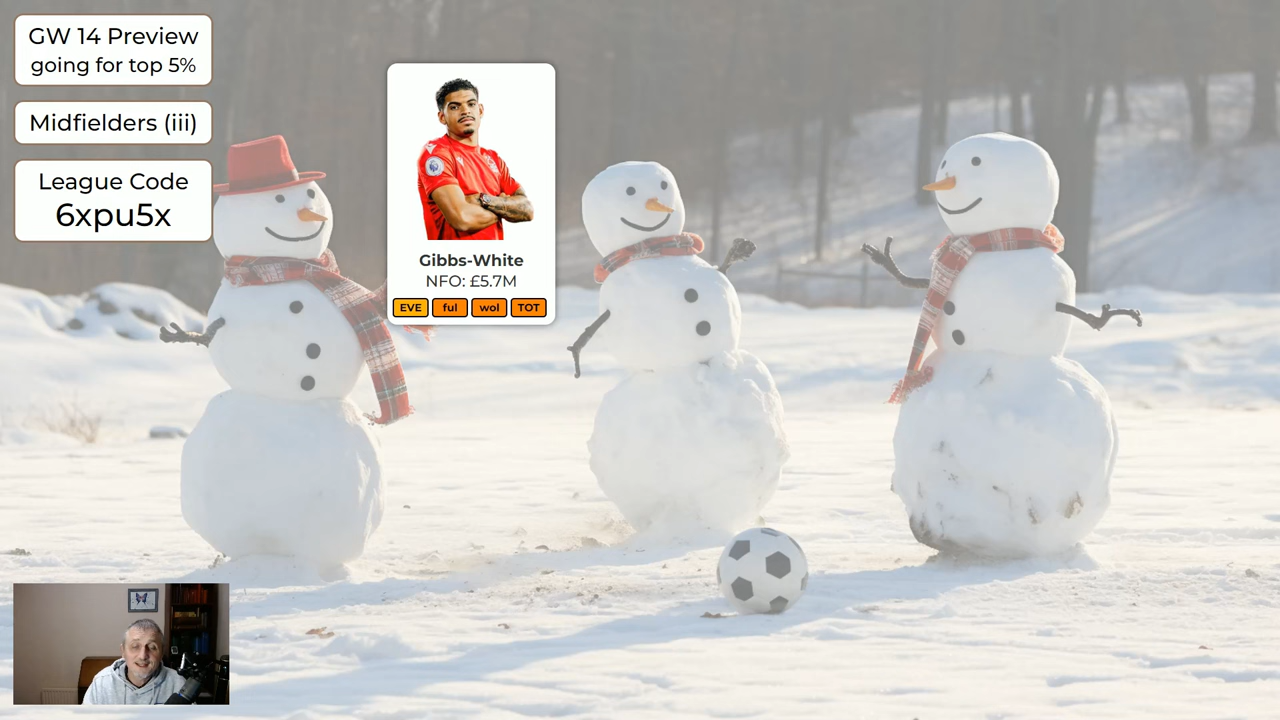 GW 14 Preview
going for top 5%
Midfielders (iii)
League Code
6xpu5x
Gibbs-White
NFO: £5.7M
EVE ful wol TOT